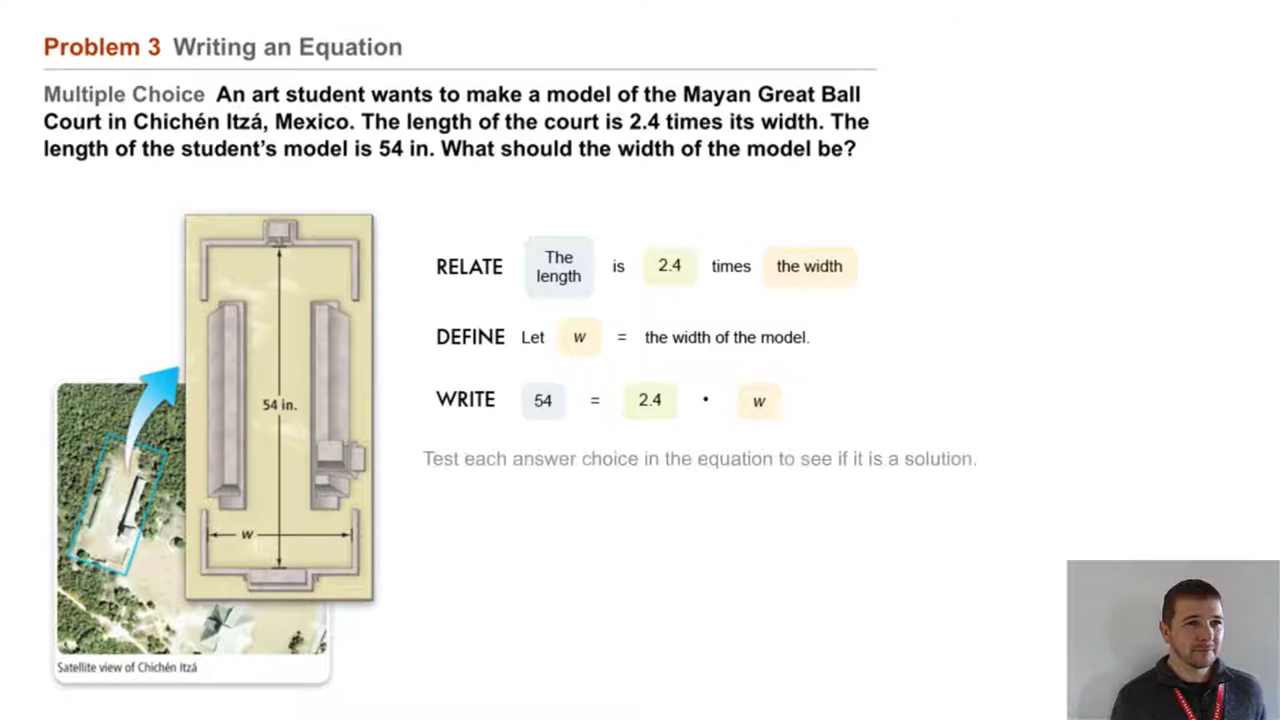 Problem 3 Writing an Equation
Multiple Choice An art student wants to make a model of the Mayan Great Ball
Court in Chichén Itzá, Mexico. The length of the court is 2.4 times its width. The
length of the student's model is 54 in. What should the width of the model be?
RELATE The length is 2.4 times the width
DEFINE Let w = the width of the model.
WRITE 54 = 2.4 • w
Test each answer choice in the equation to see if it is a solution.
54 in.
w
Satellite view of Chichén Itzá